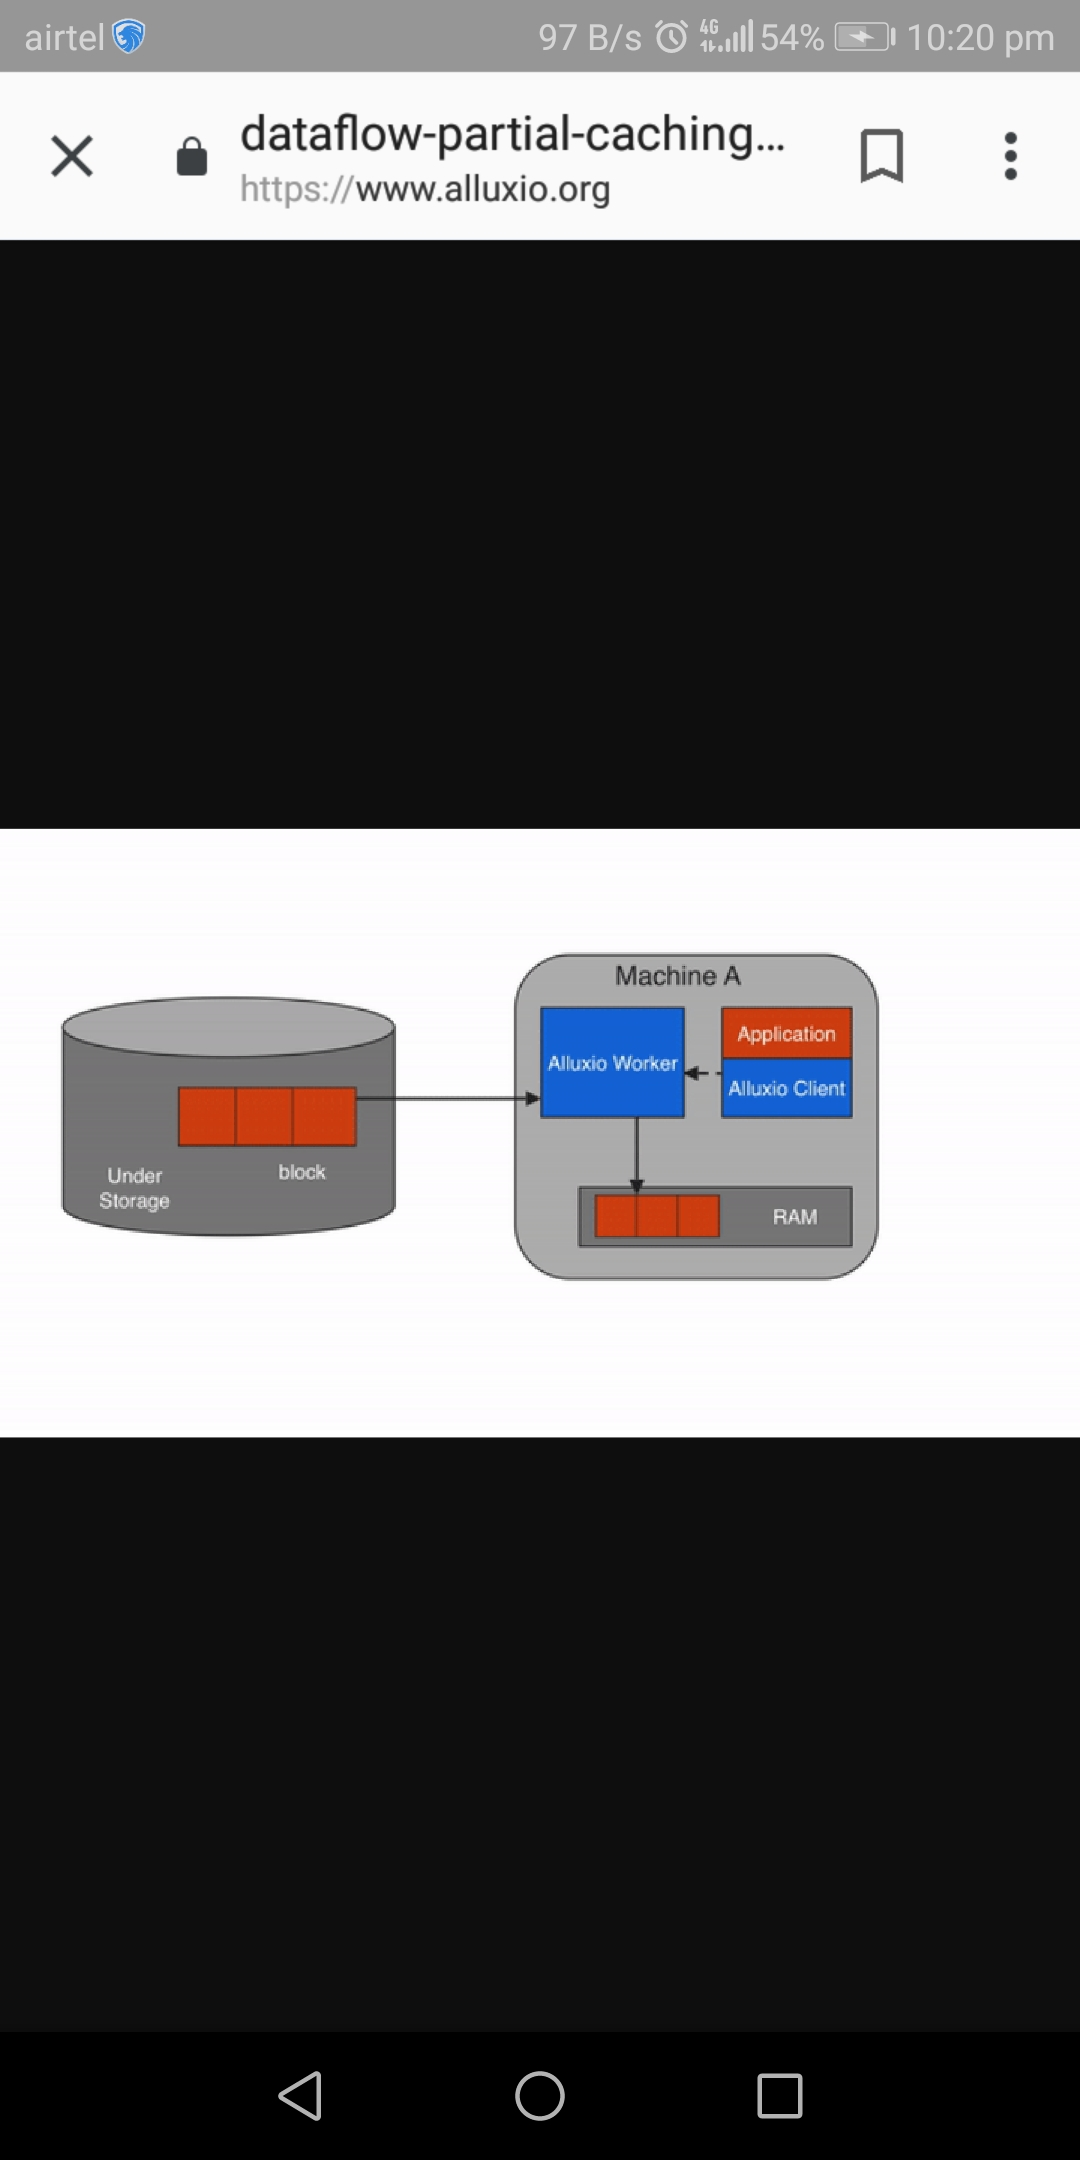 airtel 97 B/s 4G 54% 10:20 pm
dataflow-partial-caching...
https://www.alluxio.org
Machine A
Alluxio Worker
Application
Alluxio Client
block
Under
Storage
RAM